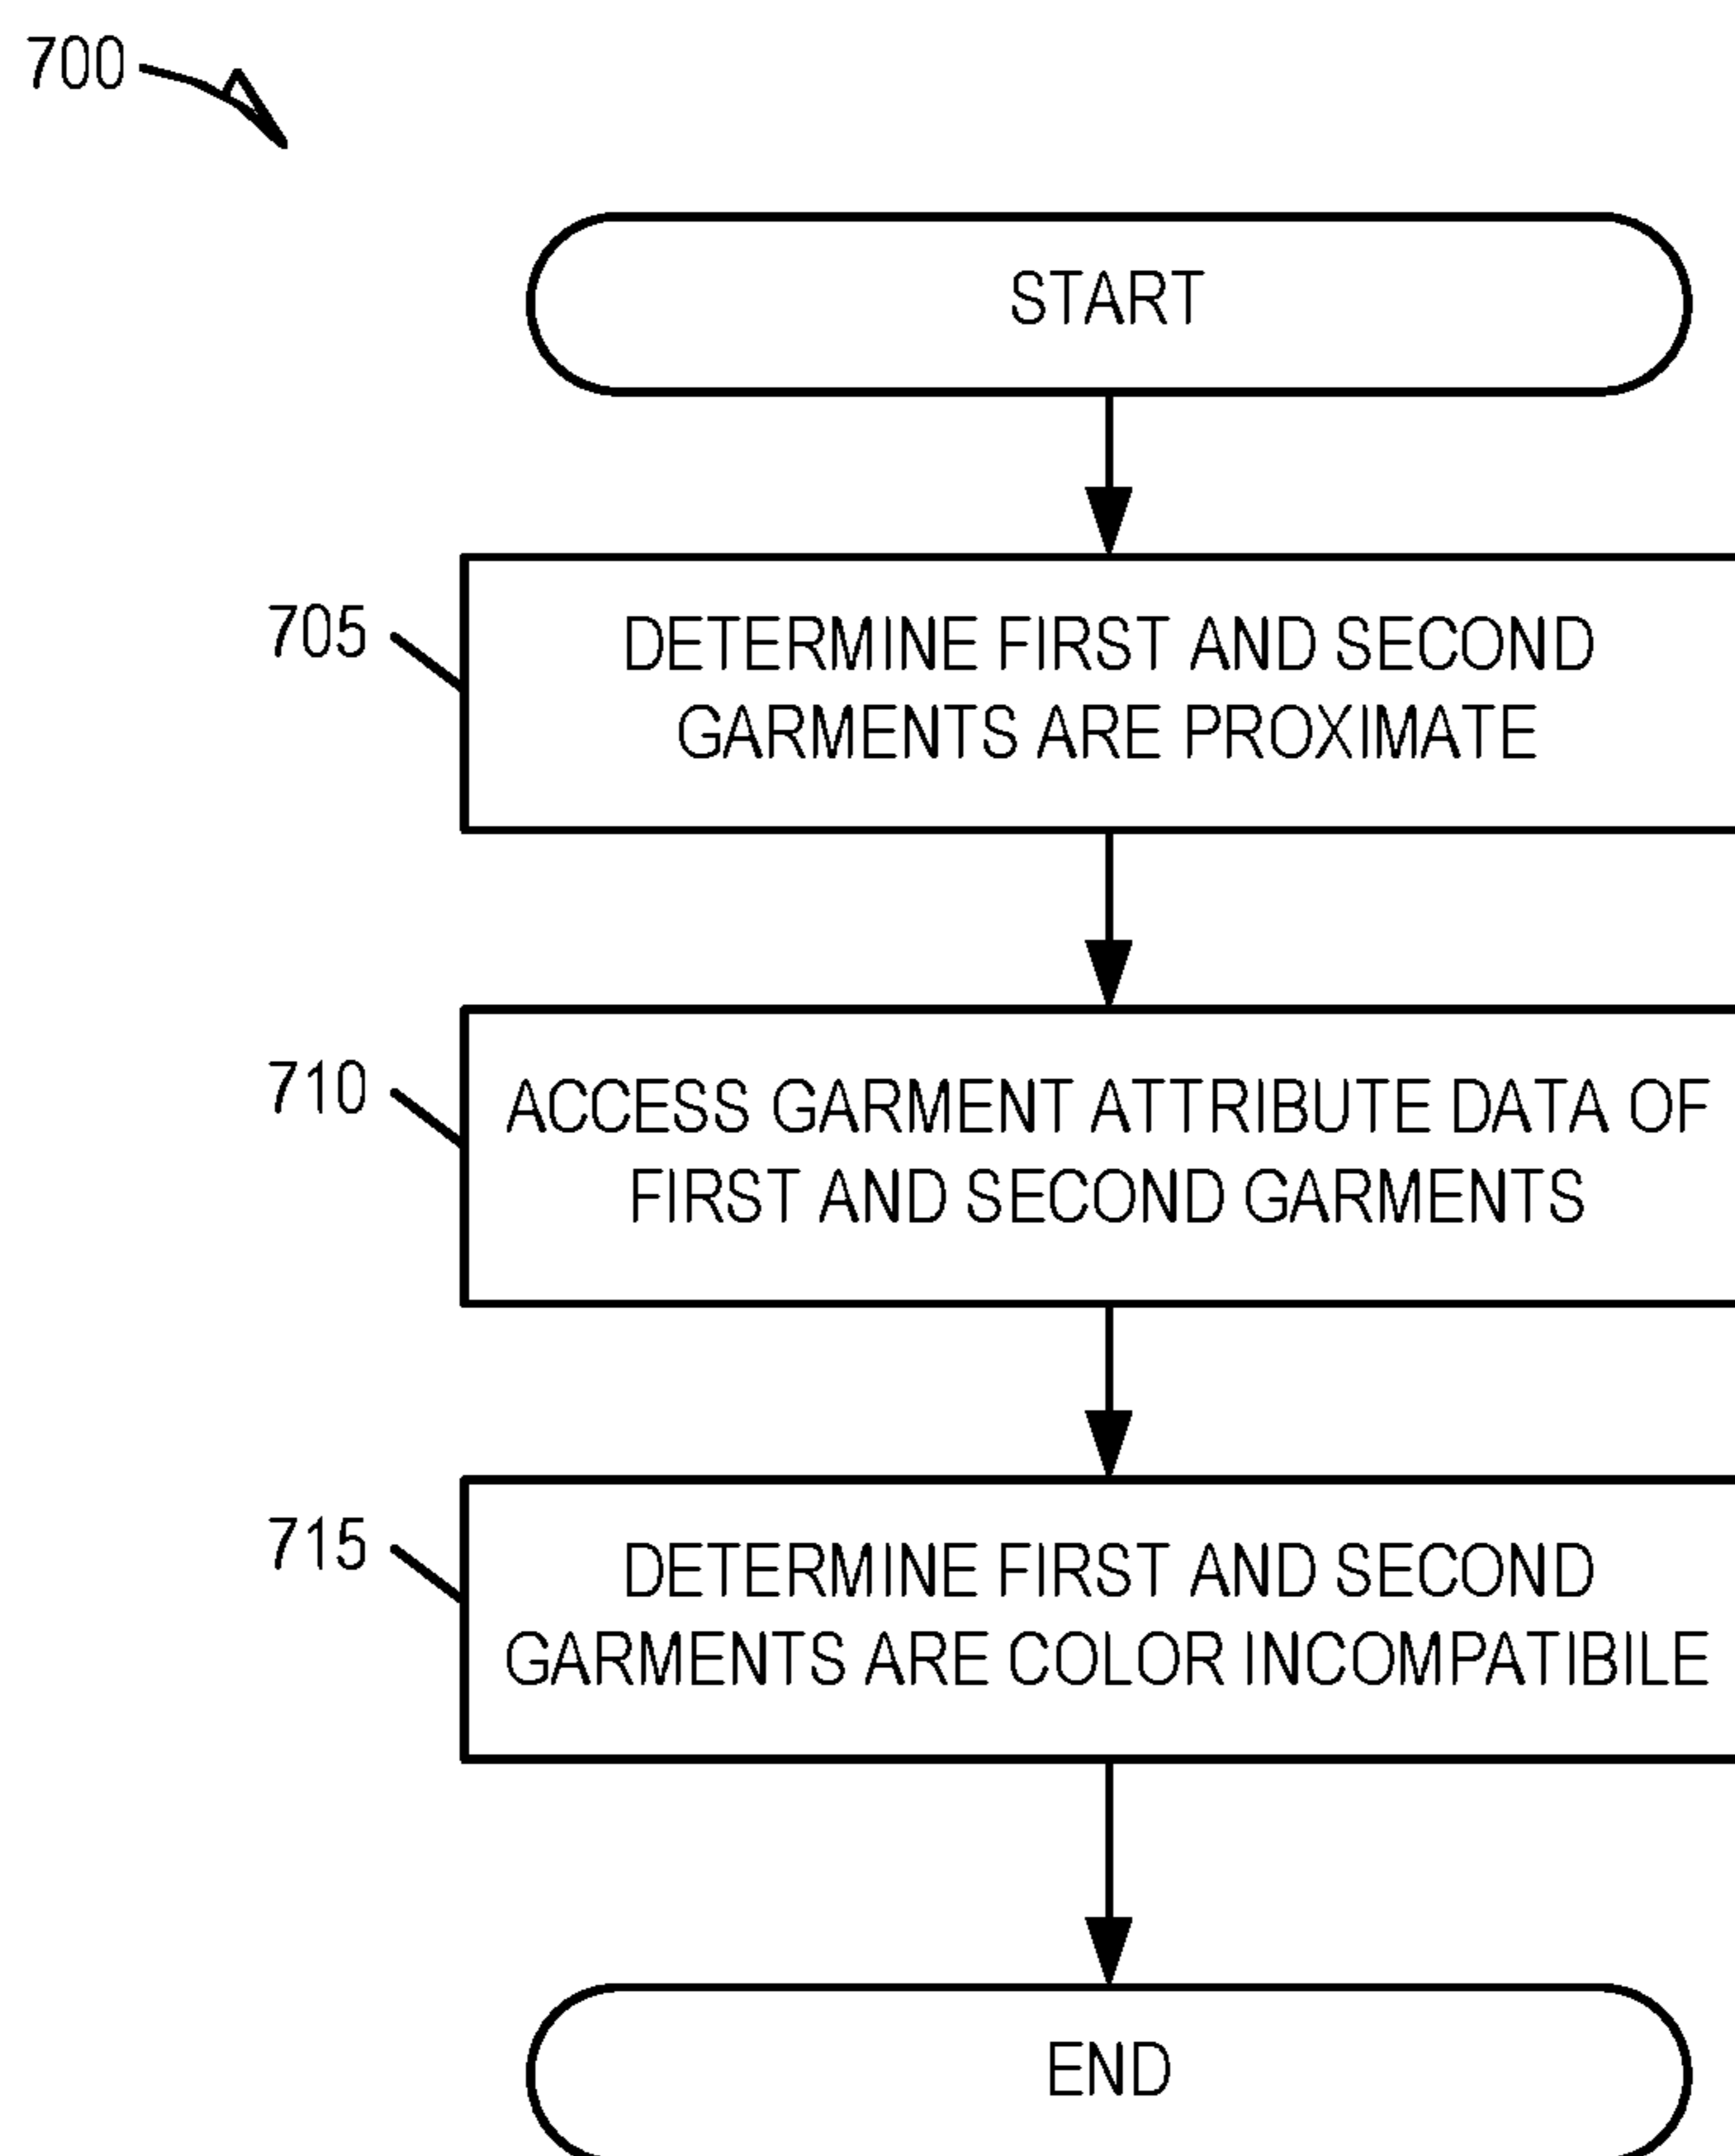 700
START
705
DETERMINE FIRST AND SECOND
GARMENTS ARE PROXIMATE
710
ACCESS GARMENT ATTRIBUTE DATA OF
FIRST AND SECOND GARMENTS
715
DETERMINE FIRST AND SECOND
GARMENTS ARE COLOR INCOMPATIBILE
END